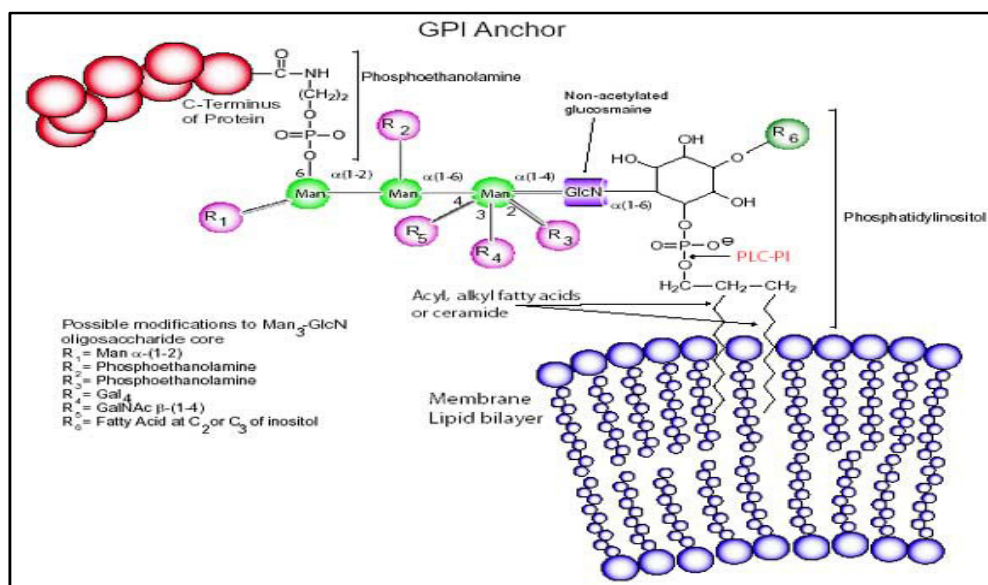 GPI Anchor
O
C
NH
(CH₂)₂
O
O=P-O
O
Phosphoethanolamine
C-Terminus
of Protein
Non-acetylated
glucosmaine
R₂
R₆
OH
HO
HO
O
OH
OH
6
α(1-2)
α(1-6)
α(1-4)
Man
Man
Man
GlcN
α(1-6)
4
3
2
R₁
R₅
R₄
R₃
Phosphatidylinositol
O
O=P-O ⊖
O
PLC-PI
H₂C-CH₂-CH₂
Acyl, alkyl fatty acids
or ceramide
Possible modifications to Man₃-GlcN
oligosaccharide core
R₁= Man α-(1-2)
R₂= Phosphoethanolamine
R₃= Phosphoethanolamine
R₄= Gal₄
R₅= GalNAc β-(1-4)
R₆= Fatty Acid at C₂ or C₃ of inositol
Membrane
Lipid bilayer